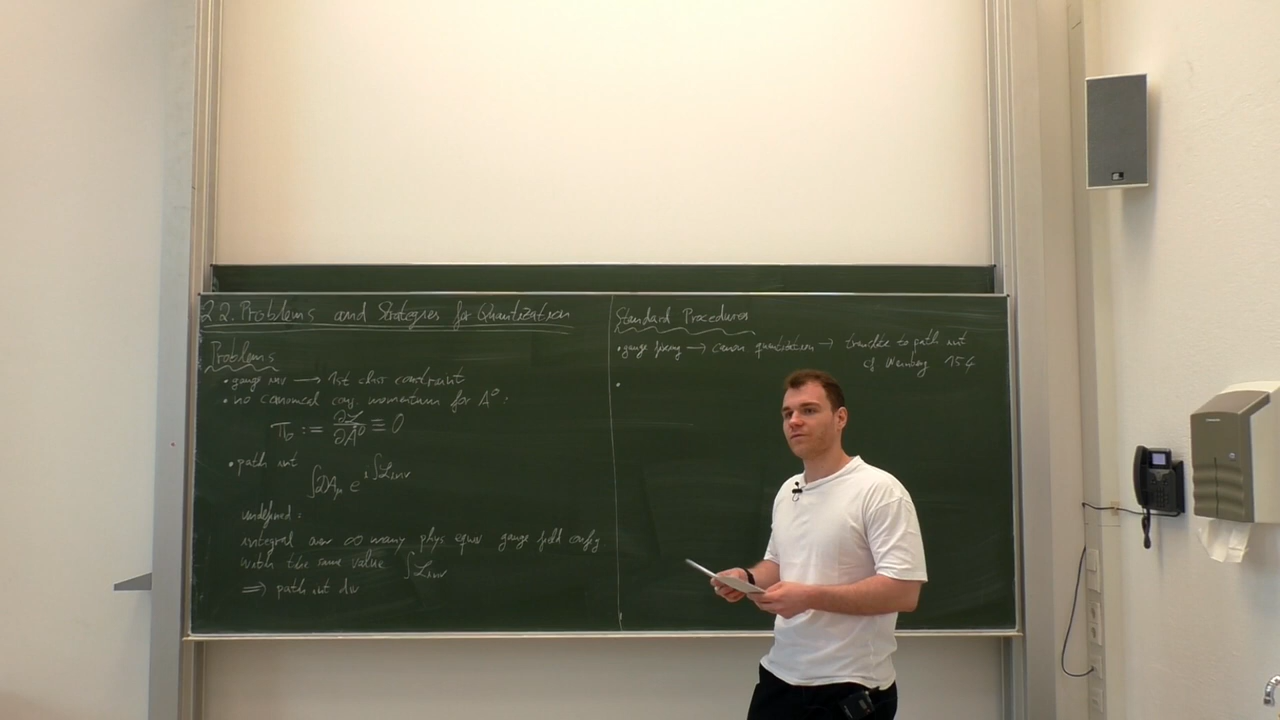 2.2. Problems and Strategies for Quantization
Problems
• gauge inv → 1st class constraint
• no canonical conj. momentum for A⁰:
π₀ := ∂ℒ/∂Ȧ⁰ ≡ 0
• path int
∫𝒟A_μ e^{i∫ℒ_inv}
undefined:
integral over ∞ many phys equiv gauge field config
with the same value ∫ℒ_inv
⇒ path int div
Standard Procedures
• gauge fixing → canon quantization → translate to path int
cf Weinberg 15.4
•